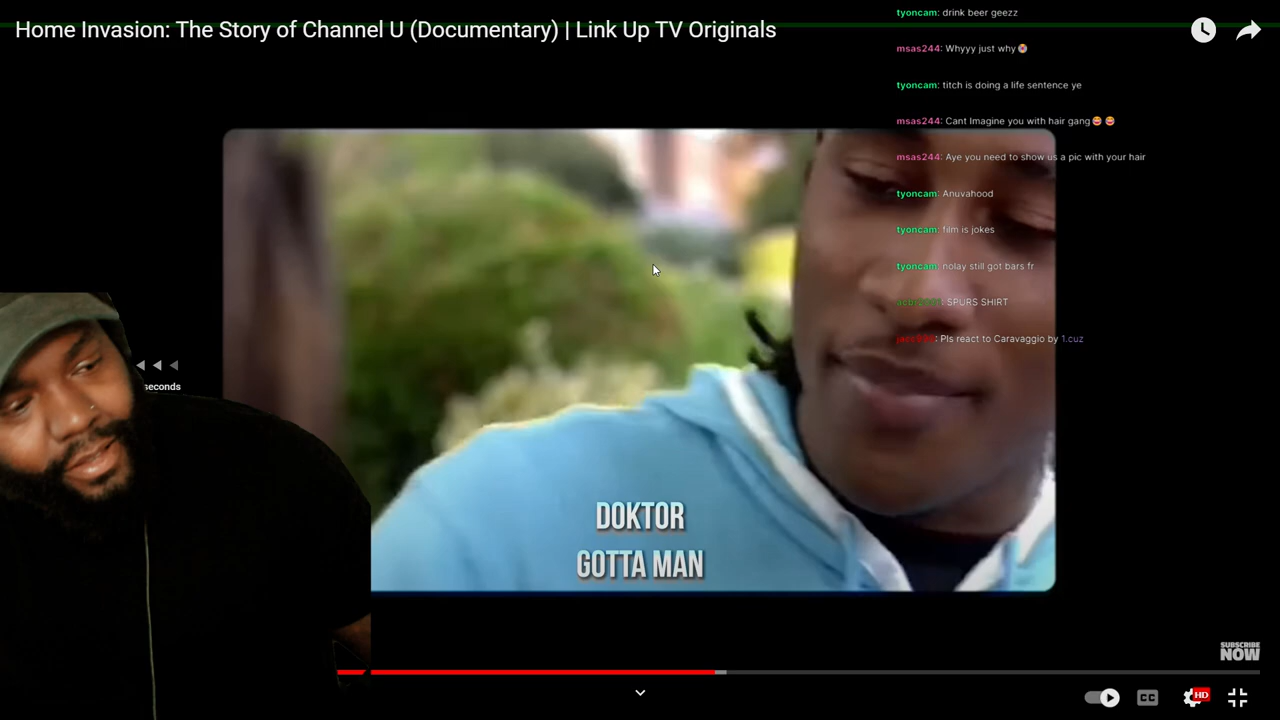 Home Invasion: The Story of Channel U (Documentary) | Link Up TV Originals
tyoncam: drink beer geezz
msas244: Whyyy just why
tyoncam: titch is doing a life sentence ye
msas244: Cant Imagine you with hair gang
msas244: Aye you need to show us a pic with your hair
tyoncam: Anuvahood
tyoncam: film is jokes
tyoncam: nolay still got bars fr
: SPURS SHIRT
: Pls react to Caravaggio by 1.cuz
seconds
DOKTOR
GOTTA MAN
SUBSCRIBE
NOW
CC
HD